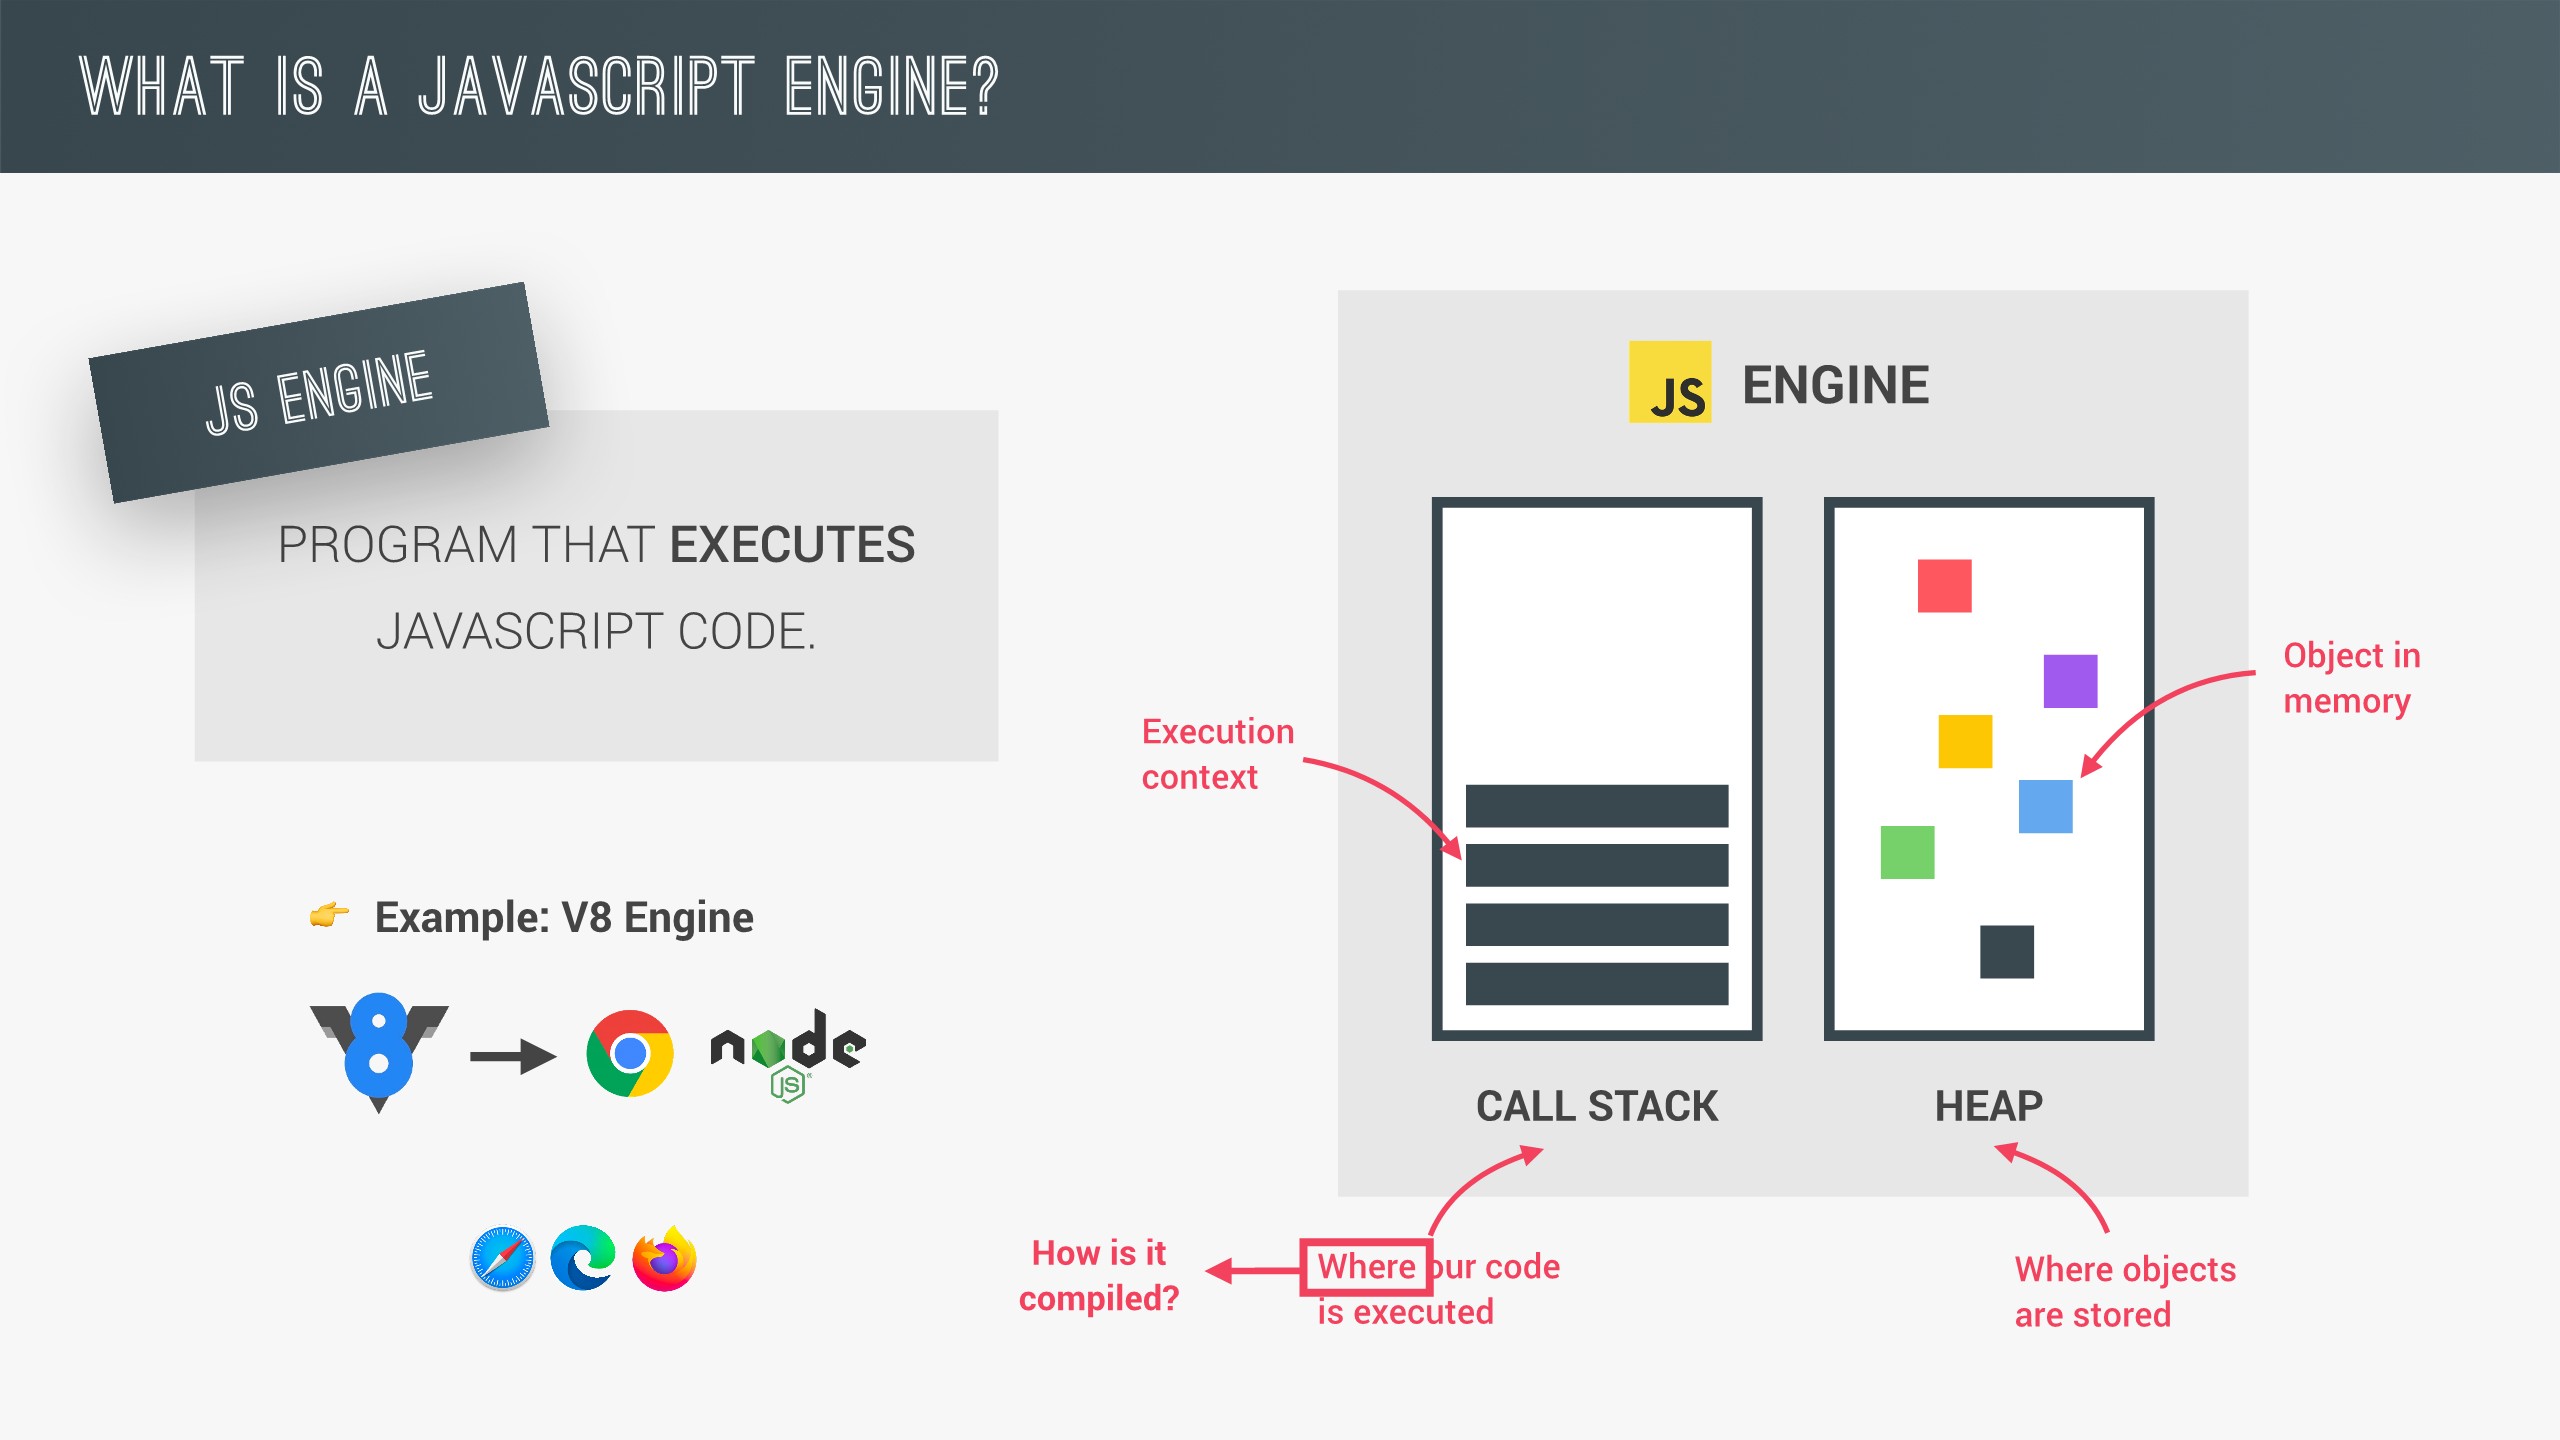 WHAT IS A JAVASCRIPT ENGINE?
JS ENGINE
PROGRAM THAT EXECUTES
JAVASCRIPT CODE.
👉 Example: V8 Engine
V8
node
JS
®
JS ENGINE
Execution
context
Object in
memory
CALL STACK
HEAP
How is it
compiled?
Where our code
is executed
Where objects
are stored